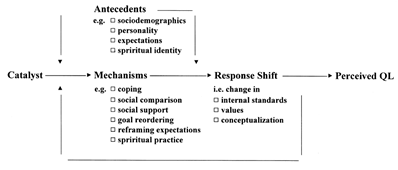 Antecedents
e.g. □ sociodemographics
□ personality
□ expectations
□ spriritual identity
Catalyst
Mechanisms
Response Shift
Perceived QL
e.g. □ coping
□ social comparison
□ social support
□ goal reordering
□ reframing expectations
□ spriritual practice
i.e. change in
□ internal standards
□ values
□ conceptualization